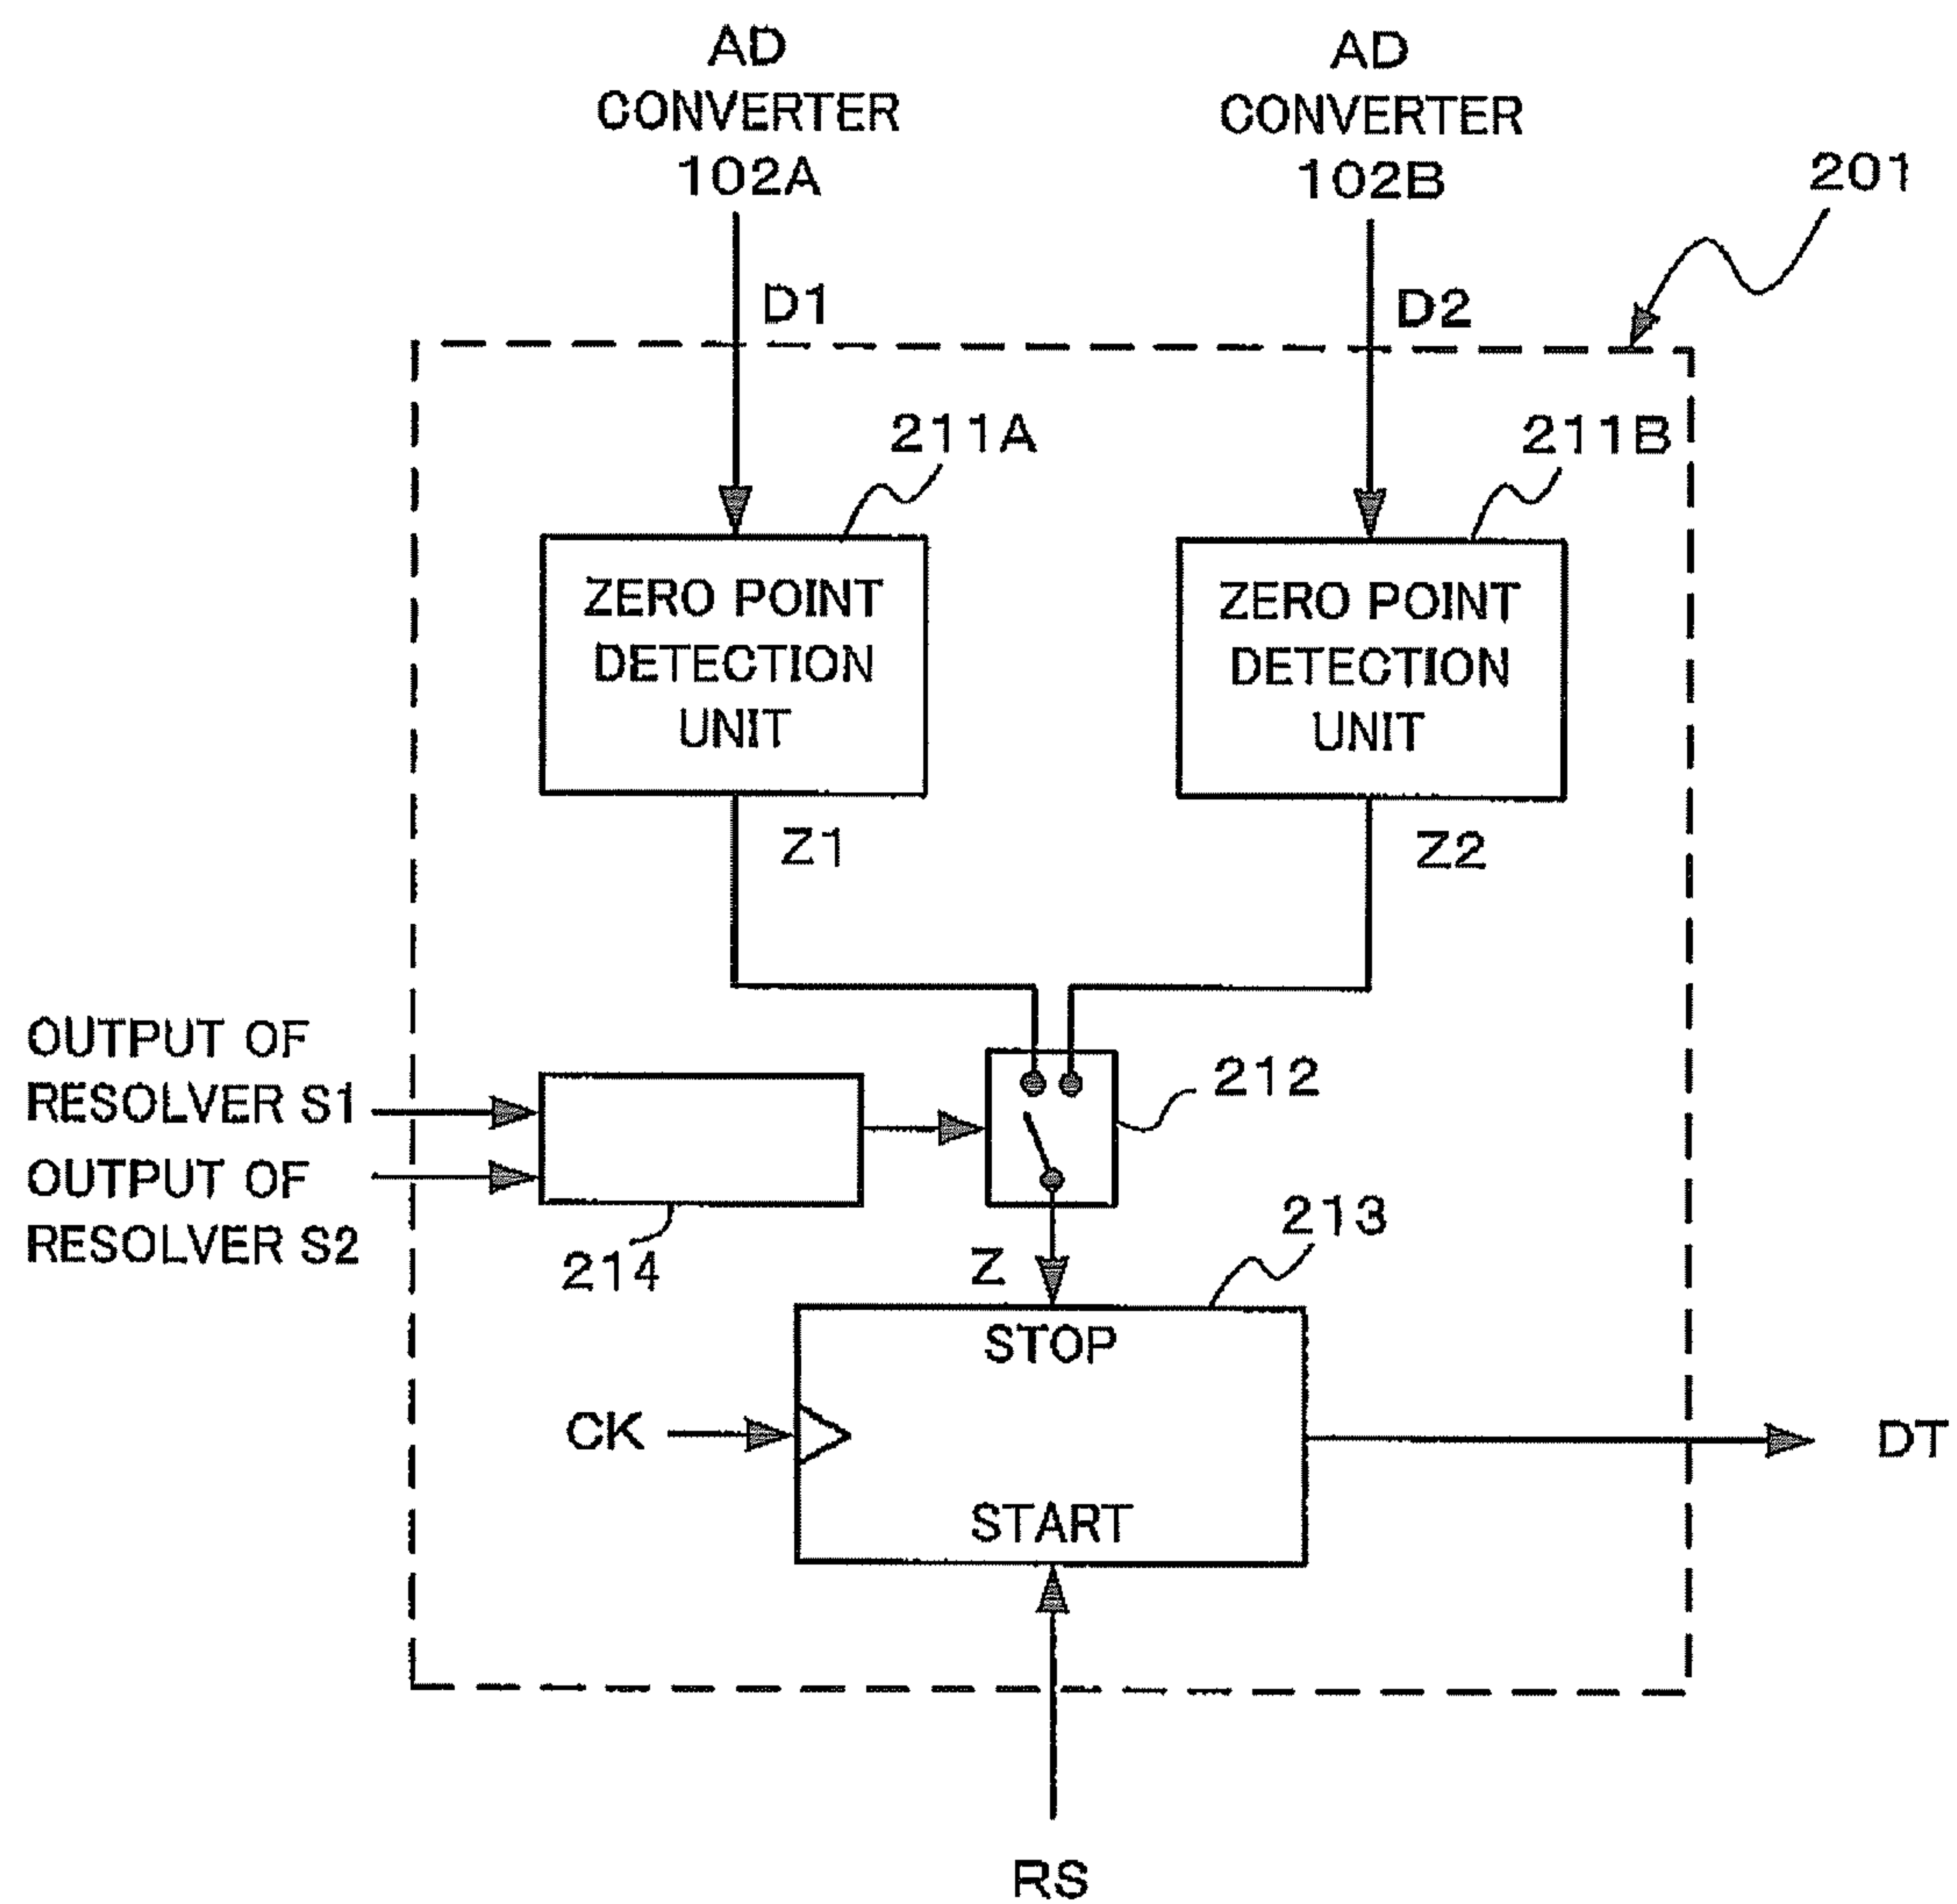 AD
CONVERTER
102A
AD
CONVERTER
102B
201
D1
D2
211A
211B
ZERO POINT
DETECTION
UNIT
ZERO POINT
DETECTION
UNIT
Z1
Z2
OUTPUT OF
RESOLVER S1
OUTPUT OF
RESOLVER S2
212
214
Z
213
STOP
CK
DT
START
RS